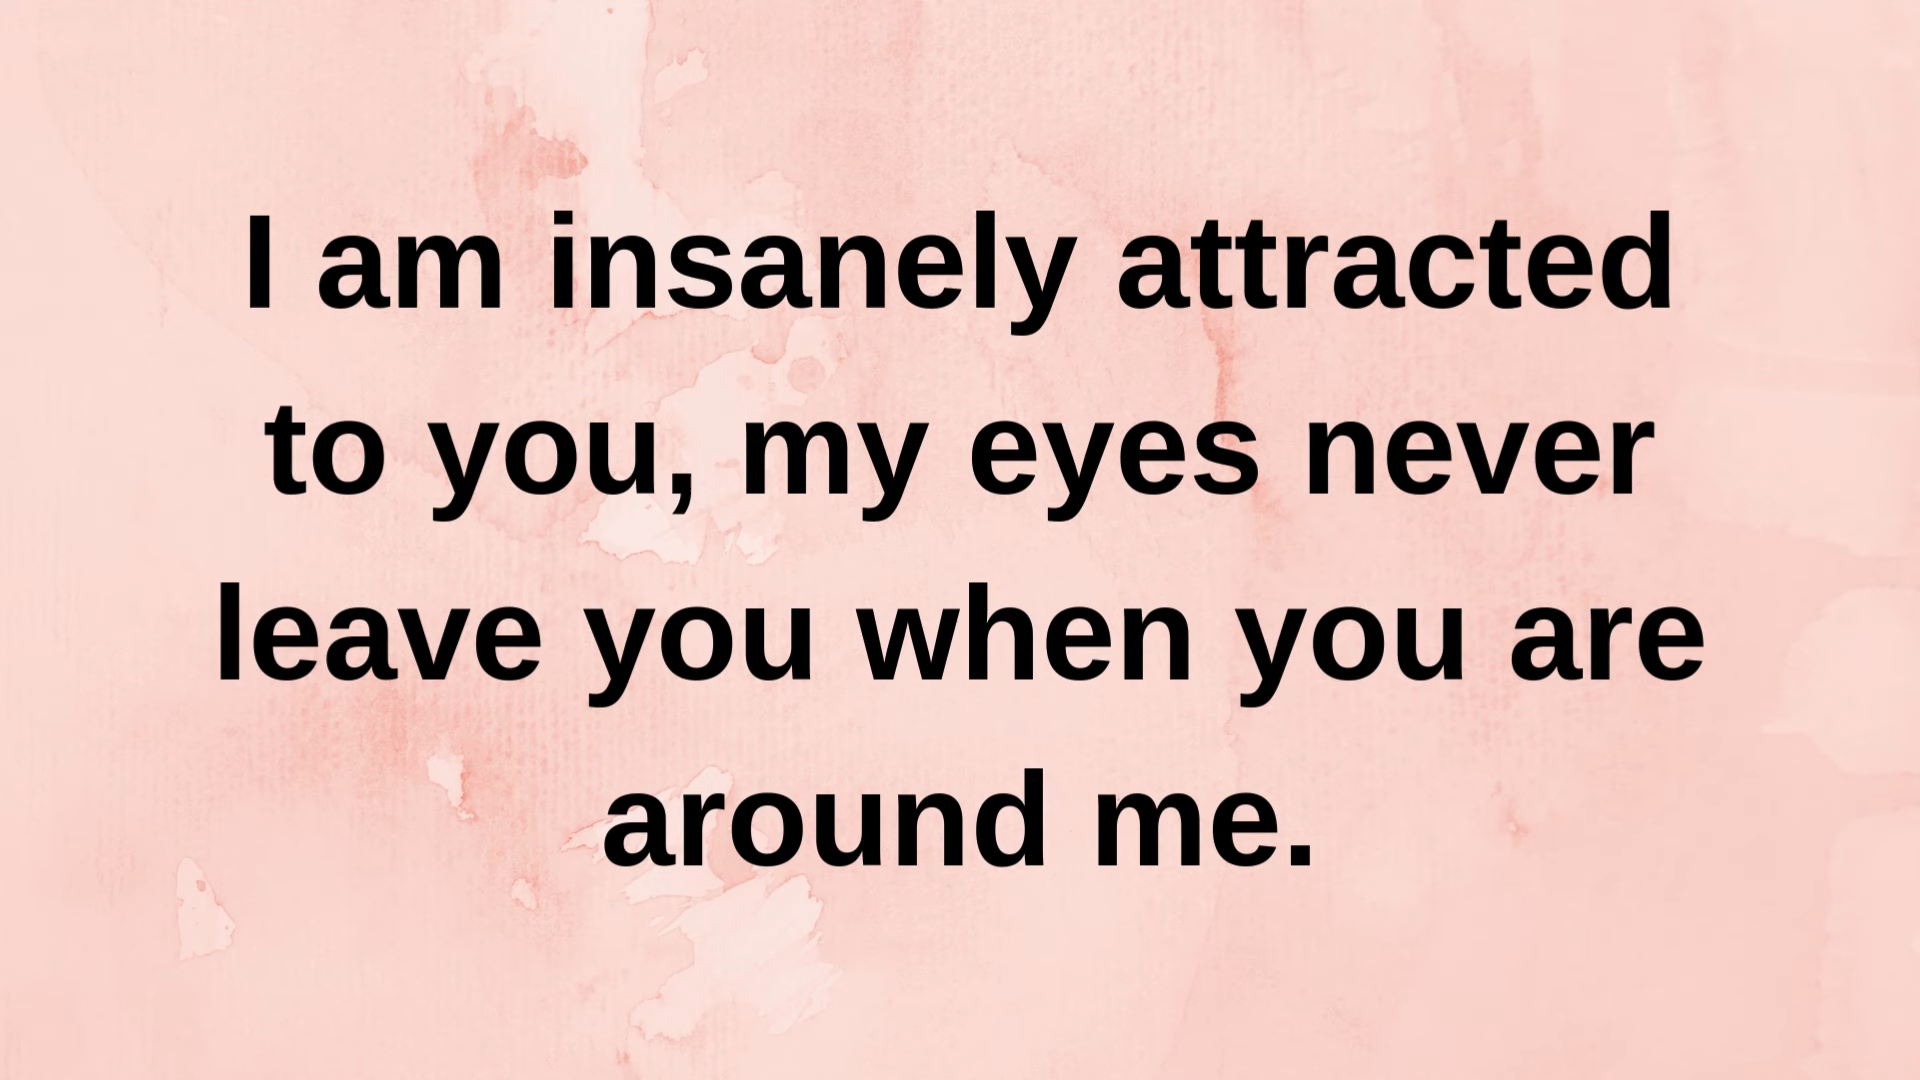 I am insanely attracted
to you, my eyes never
leave you when you are
around me.